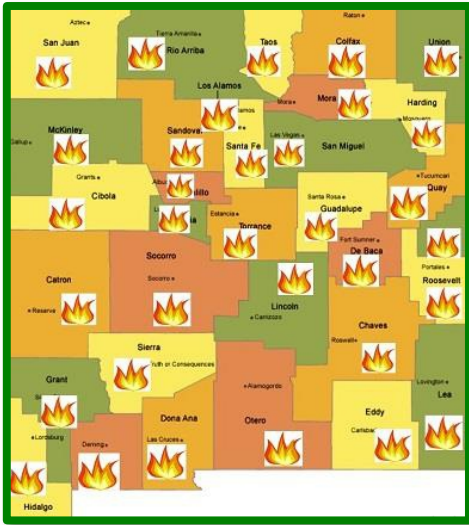 Aztec
San Juan
Tierra Amarilla
Rio Arriba
Taos
Raton
Colfax
Union
Los Alamos
Mora
Mora
Harding
Mosquero
McKinley
Gallup
Sandoval
Santa Fe
Las Vegas
San Miguel
Tucumcari
Quay
Grants
Cibola
Santa Rosa
Guadalupe
Estancia
Torrance
Fort Sumner
De Baca
Portales
Roosevelt
Socorro
Socorro
Catron
Reserve
Lincoln
Carrizozo
Chaves
Roswell
Sierra
Truth or Consequences
Grant
Lovington
Lea
Alamogordo
Dona Ana
Otero
Eddy
Las Cruces
Lordsburg
Deming
Hidalgo